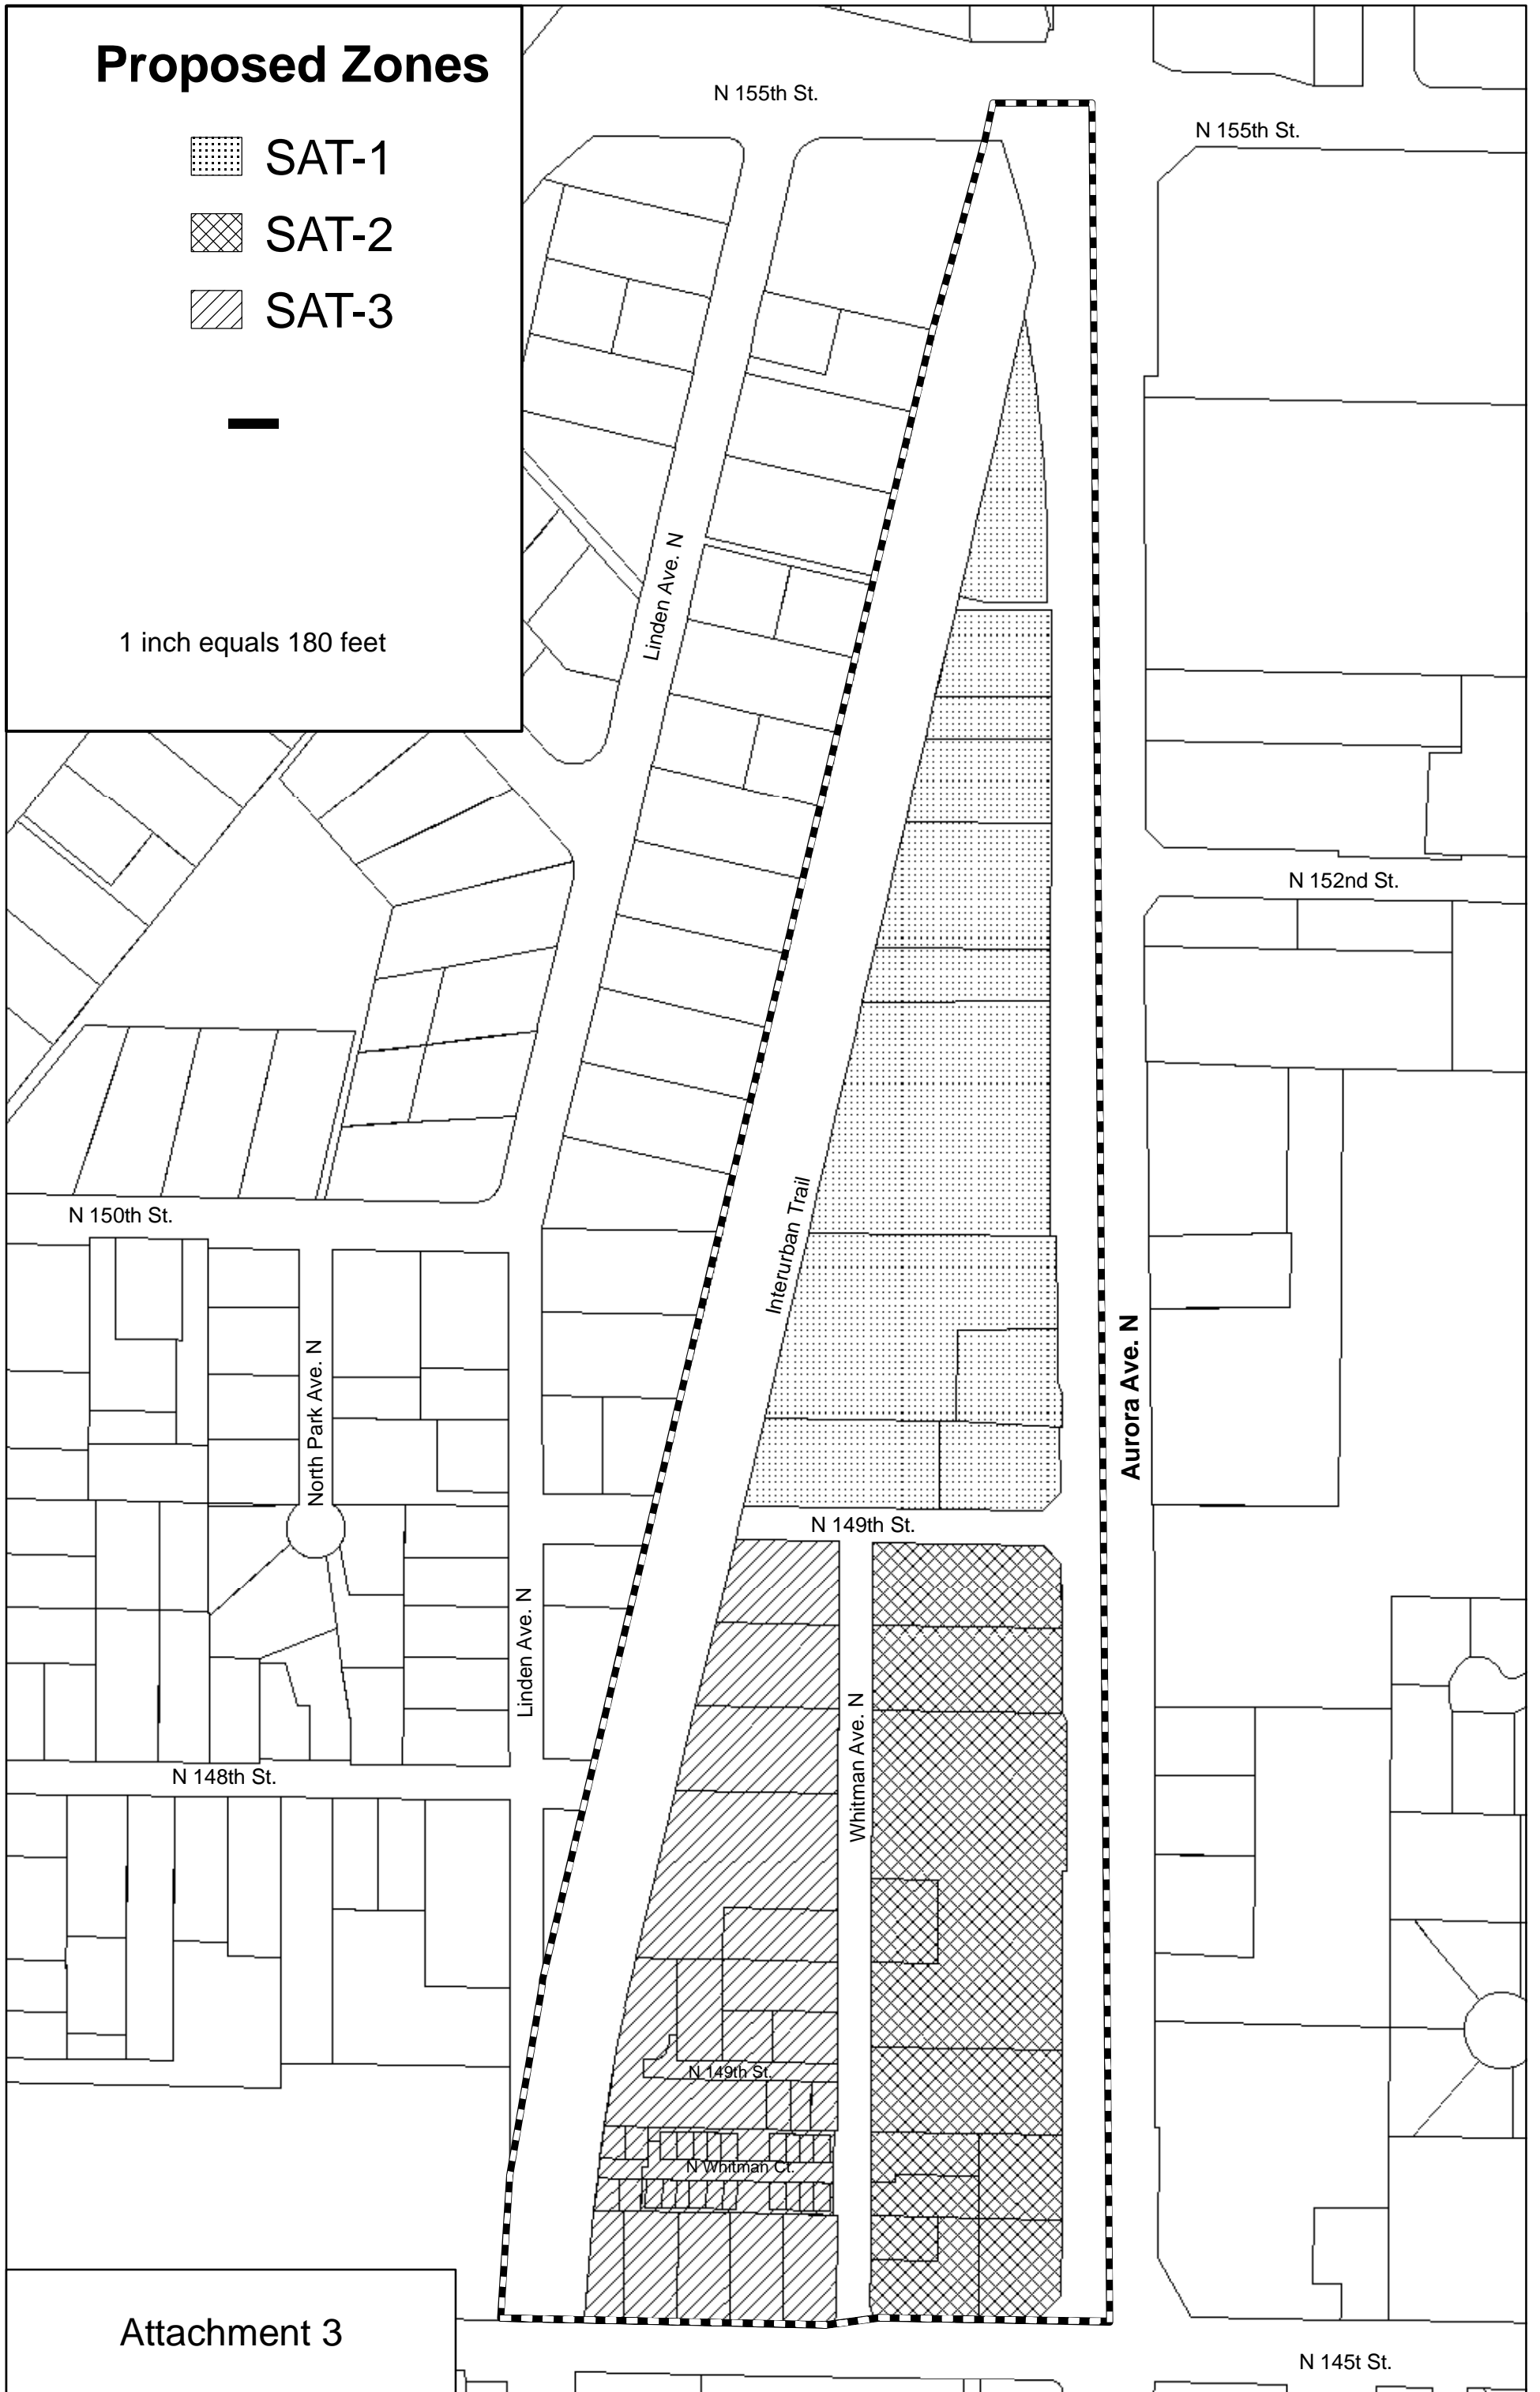 Proposed Zones
SAT-1
SAT-2
SAT-3
1 inch equals 180 feet
N 155th St.
N 155th St.
Linden Ave. N
N 152nd St.
N 150th St.
Interurban Trail
Aurora Ave. N
North Park Ave. N
N 149th St.
Linden Ave. N
Whitman Ave. N
N 148th St.
N 149th St.
N Whitman Ct.
Attachment 3
N 145t St.